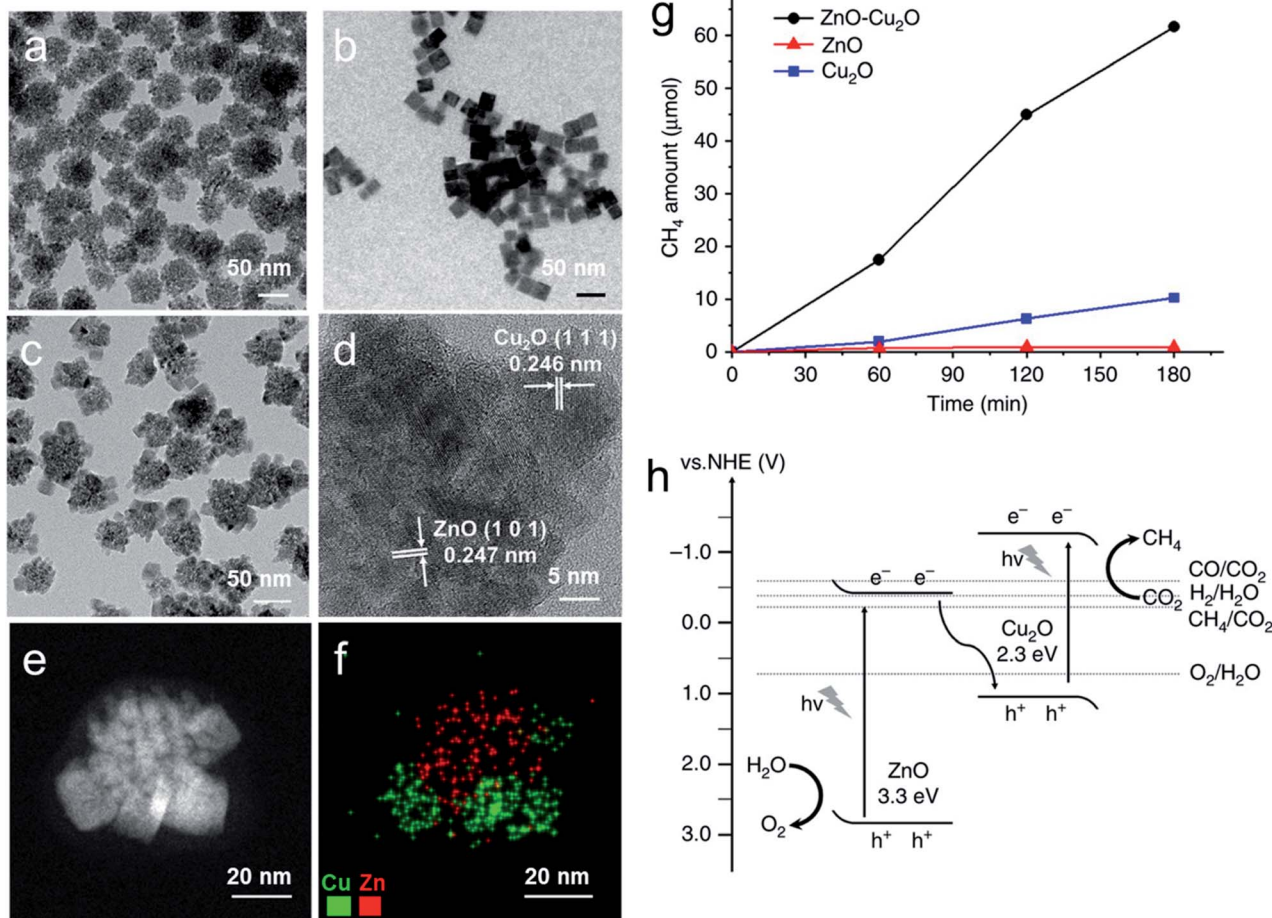 a
50 nm
b
50 nm
c
50 nm
d
Cu₂O (1 1 1)
0.246 nm
ZnO (1 0 1)
0.247 nm
5 nm
e
20 nm
f
Cu Zn
20 nm
g
ZnO-Cu₂O
ZnO
Cu₂O
CH₄ amount (μmol)
60
50
40
30
20
10
0
0 30 60 90 120 150 180
Time (min)
h
vs.NHE (V)
–1.0
0.0
1.0
2.0
3.0
e⁻ e⁻
hν
CH₄
CO₂
CO/CO₂
H₂/H₂O
CH₄/CO₂
O₂/H₂O
e⁻ e⁻
Cu₂O
2.3 eV
h⁺ h⁺
hν
H₂O
O₂
ZnO
3.3 eV
h⁺ h⁺